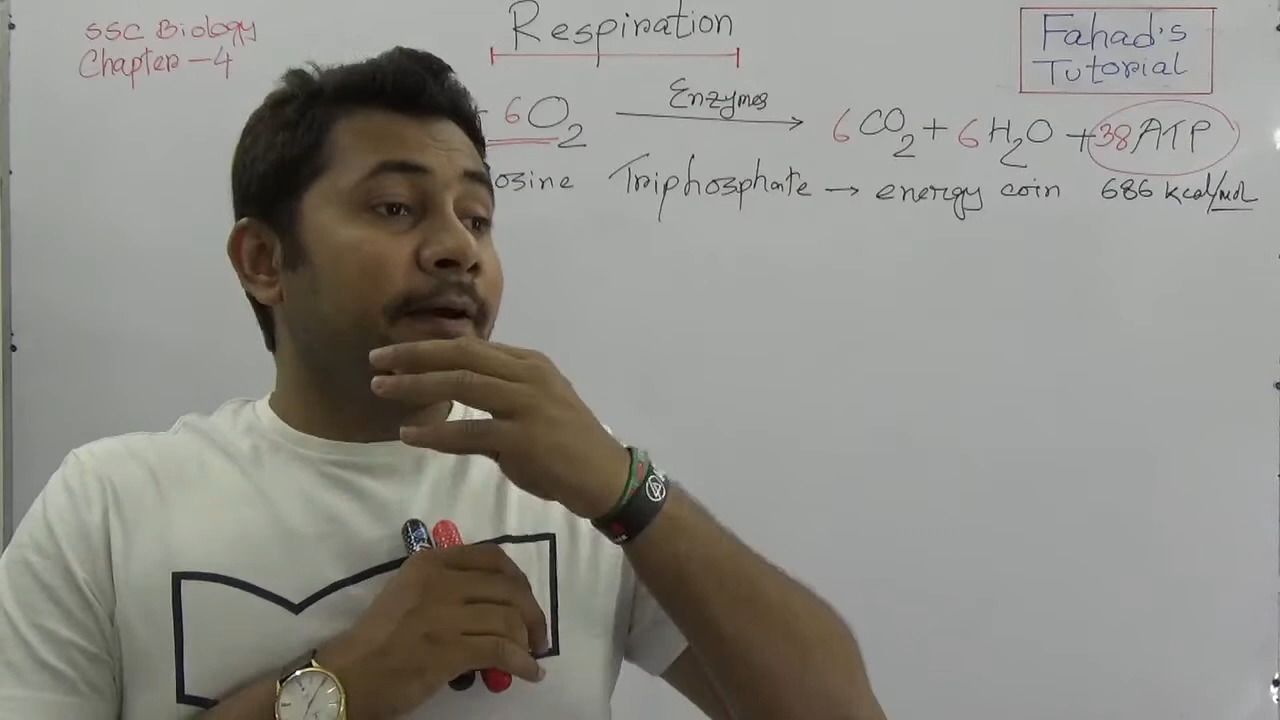 SSC Biology
Chapter-4
Respiration
Fahad's
Tutorial
+ 6O2 Enzymes → 6CO2 + 6H2O + 38ATP
osine Triphosphate → energy coin 686 kcal/mol